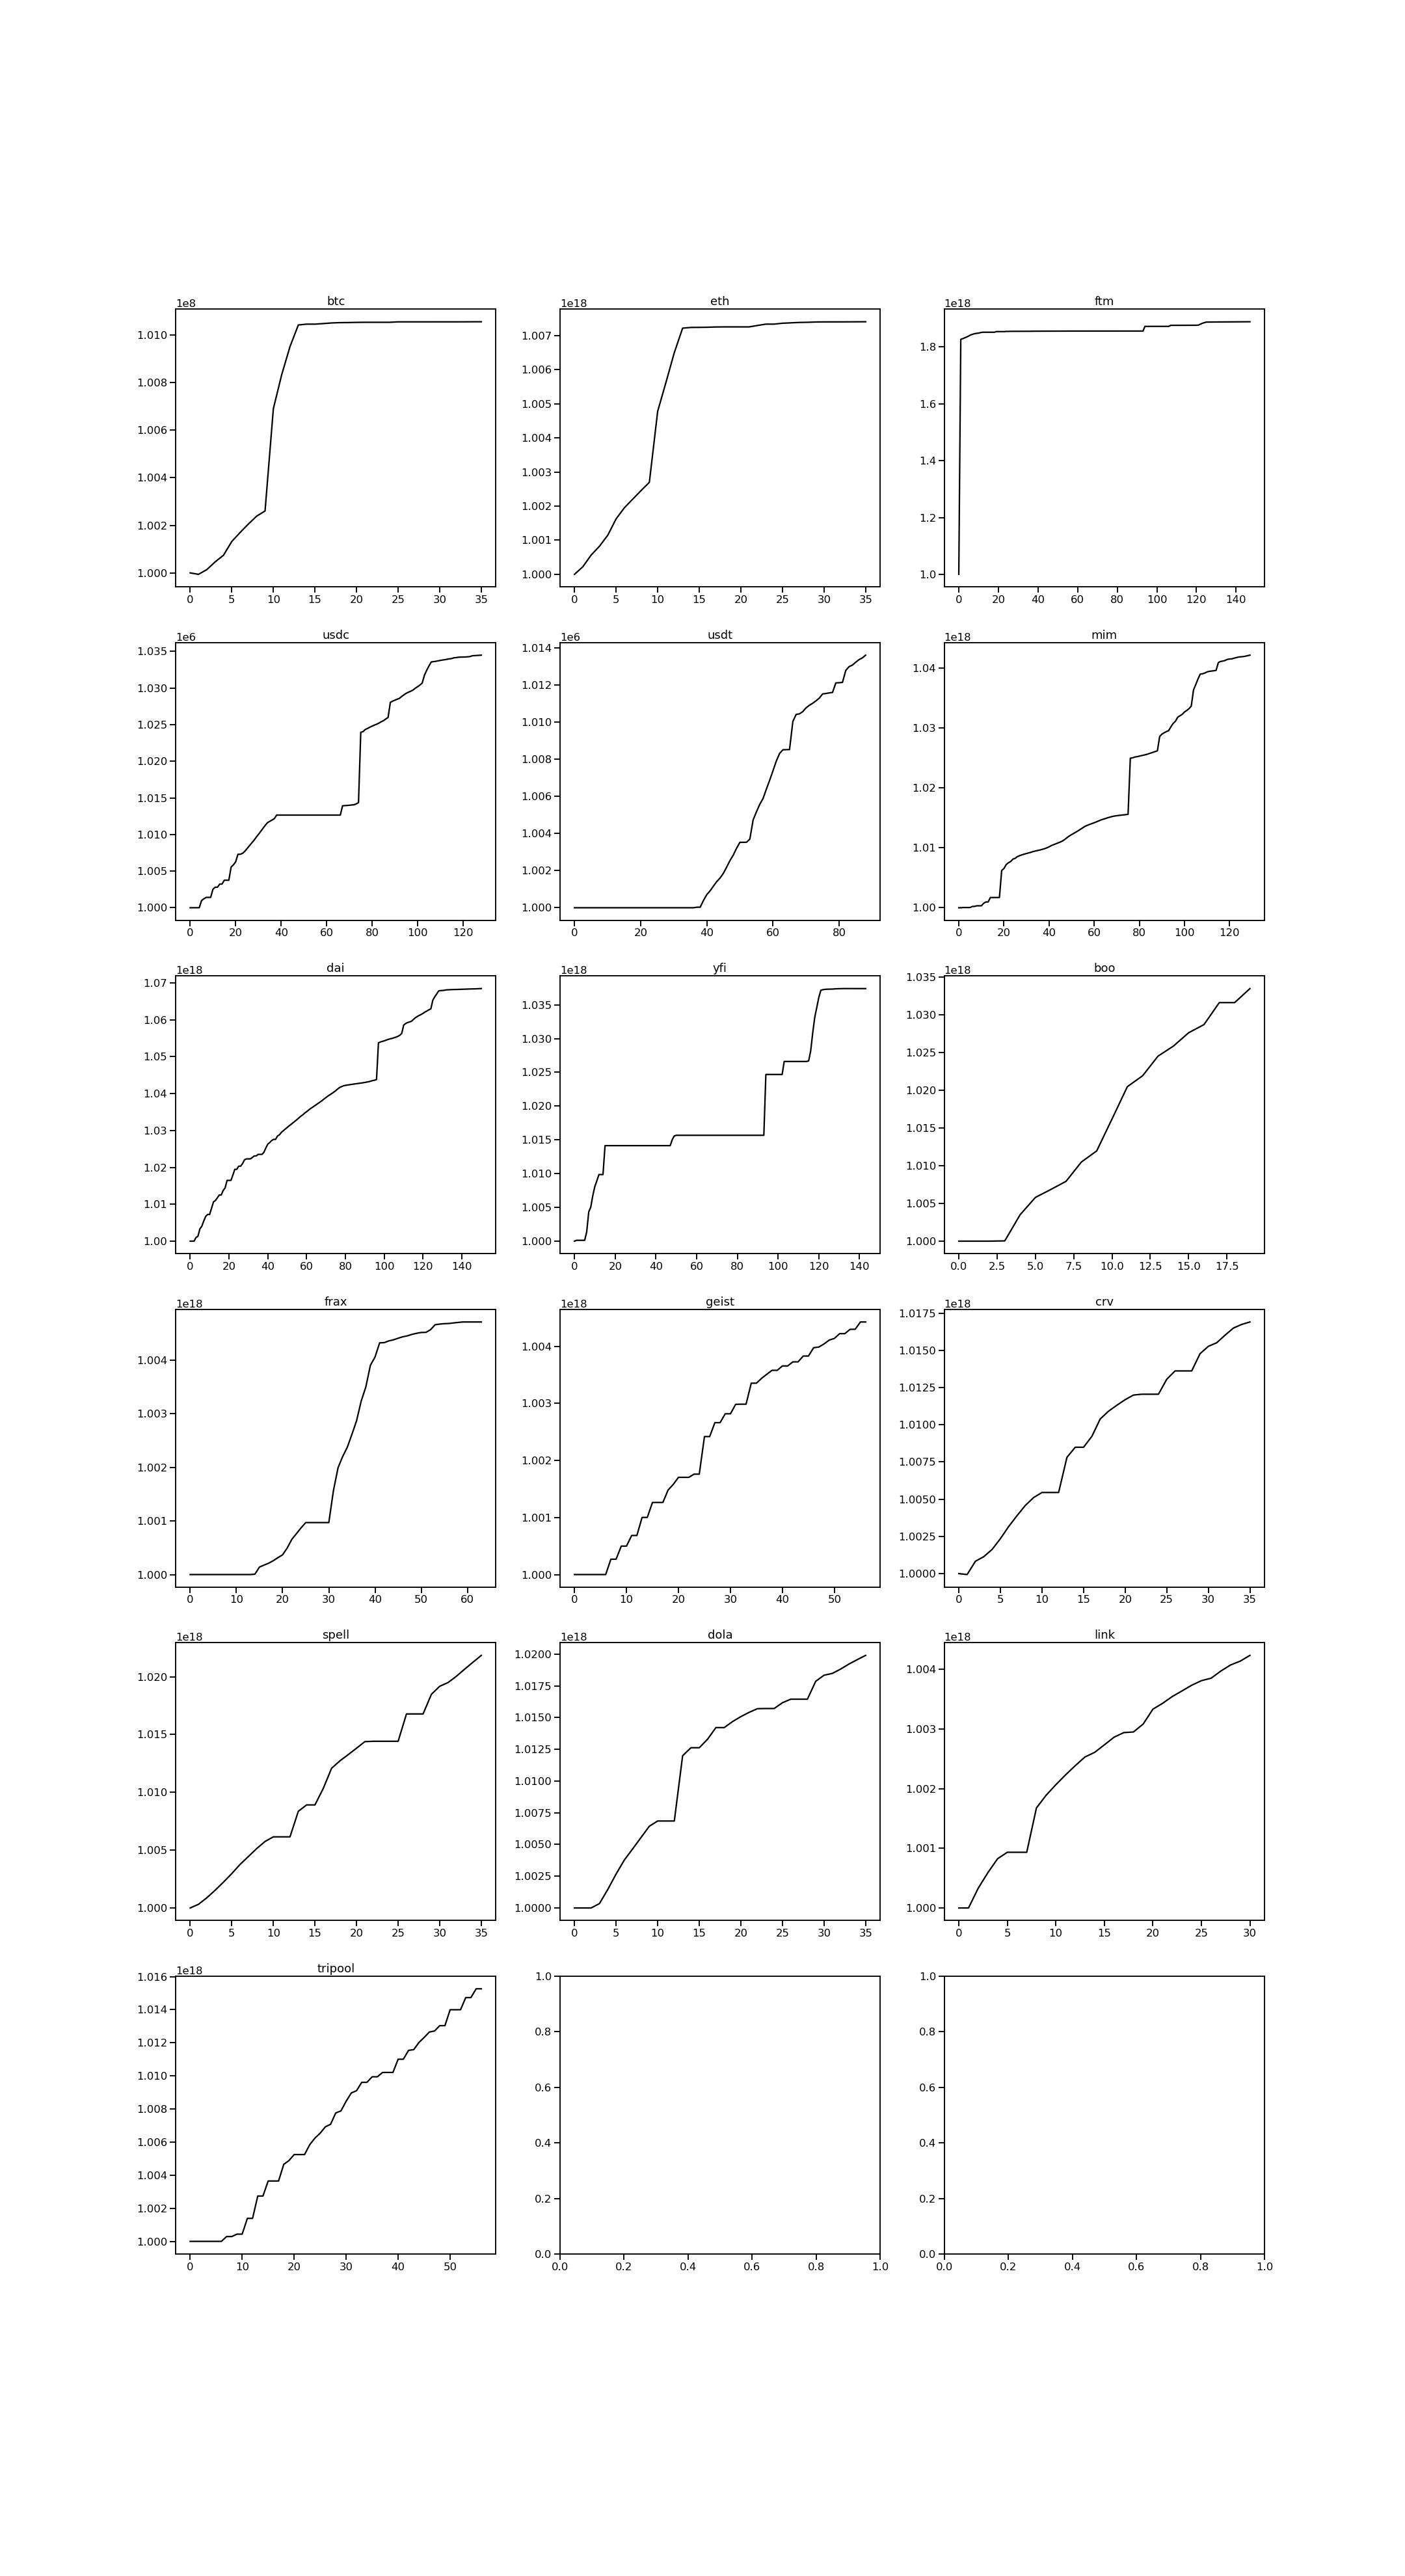 btc eth ftm
1e8 1e18 1e18
1.010 1.007 1.8
1.008 1.006 1.6
1.006 1.005 1.4
1.004 1.004 1.2
1.002 1.003 1.0
1.000 1.002
1.001
1.000
0 5 10 15 20 25 30 35 0 5 10 15 20 25 30 35 0 20 40 60 80 100 120 140
usdc usdt mim
1e6 1e6 1e18
1.035 1.014 1.04
1.030 1.012 1.03
1.025 1.010 1.02
1.020 1.008 1.01
1.015 1.006 1.00
1.010 1.004
1.005 1.002
1.000 1.000
0 20 40 60 80 100 120 0 20 40 60 80 0 20 40 60 80 100 120
dai yfi boo
1e18 1e18 1e18
1.07 1.035 1.035
1.06 1.030 1.030
1.05 1.025 1.025
1.04 1.020 1.020
1.03 1.015 1.015
1.02 1.010 1.010
1.01 1.005 1.005
1.00 1.000 1.000
0 20 40 60 80 100 120 140 0 20 40 60 80 100 120 140 0.0 2.5 5.0 7.5 10.0 12.5 15.0 17.5
frax geist crv
1e18 1e18 1e18
1.004 1.004 1.0175
1.003 1.003 1.0150
1.002 1.002 1.0125
1.001 1.001 1.0100
1.000 1.000 1.0075
1.0050
1.0025
1.0000
0 10 20 30 40 50 60 0 10 20 30 40 50 0 5 10 15 20 25 30 35
spell dola link
1e18 1e18 1e18
1.020 1.0200 1.004
1.015 1.0175 1.003
1.010 1.0150 1.002
1.005 1.0125 1.001
1.000 1.0100 1.000
1.0075
1.0050
1.0025
1.0000
0 5 10 15 20 25 30 35 0 5 10 15 20 25 30 35 0 5 10 15 20 25 30
tripool
1e18
1.016 1.0 1.0
1.014 0.8 0.8
1.012 0.6 0.6
1.010 0.4 0.4
1.008 0.2 0.2
1.006 0.0 0.0
1.004
1.002
1.000
0 10 20 30 40 50 0.0 0.2 0.4 0.6 0.8 1.0 0.0 0.2 0.4 0.6 0.8 1.0